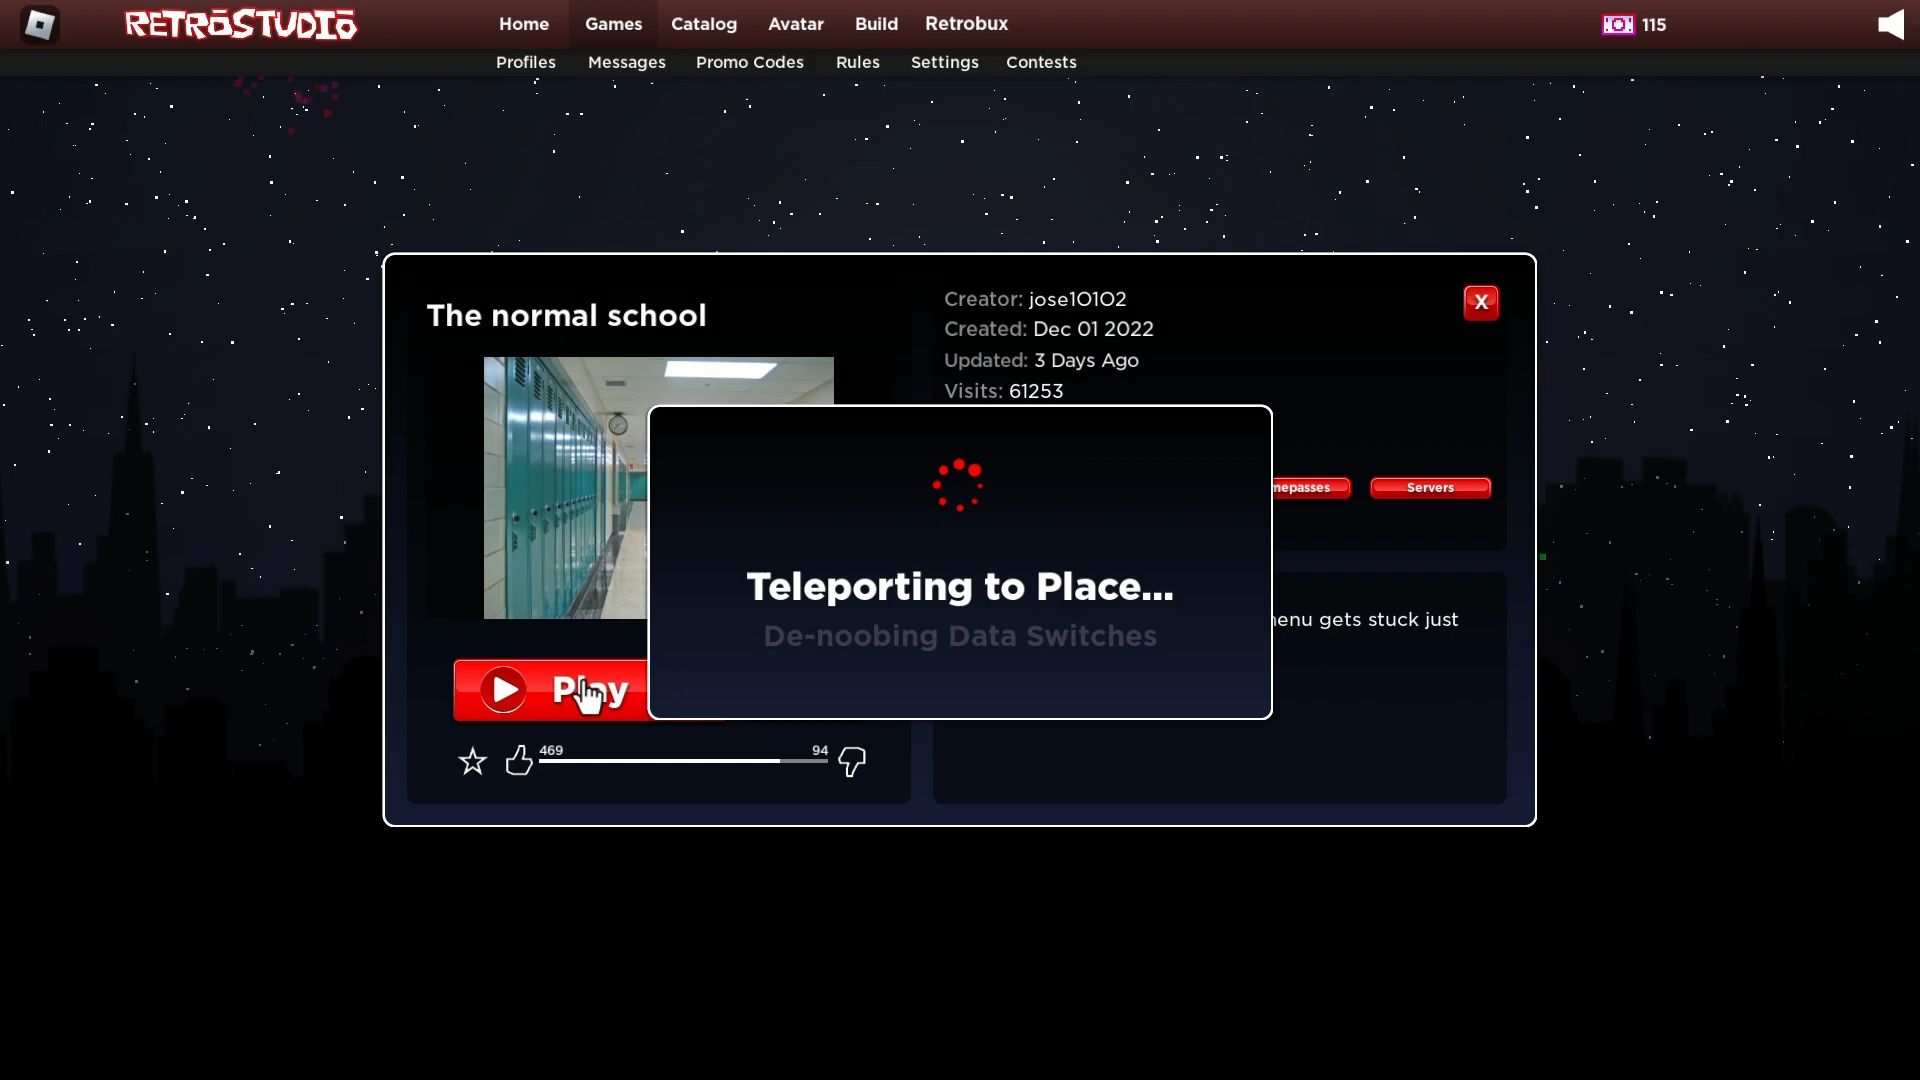 RETROSTUDIO
Home Games Catalog Avatar Build Retrobux
115
Profiles Messages Promo Codes Rules Settings Contests
The normal school
Creator: jose10102
Created: Dec 01 2022
Updated: 3 Days Ago
Visits: 61253
X
Servers
Teleporting to Place...
De-noobing Data Switches
gets stuck just
Play
469
94